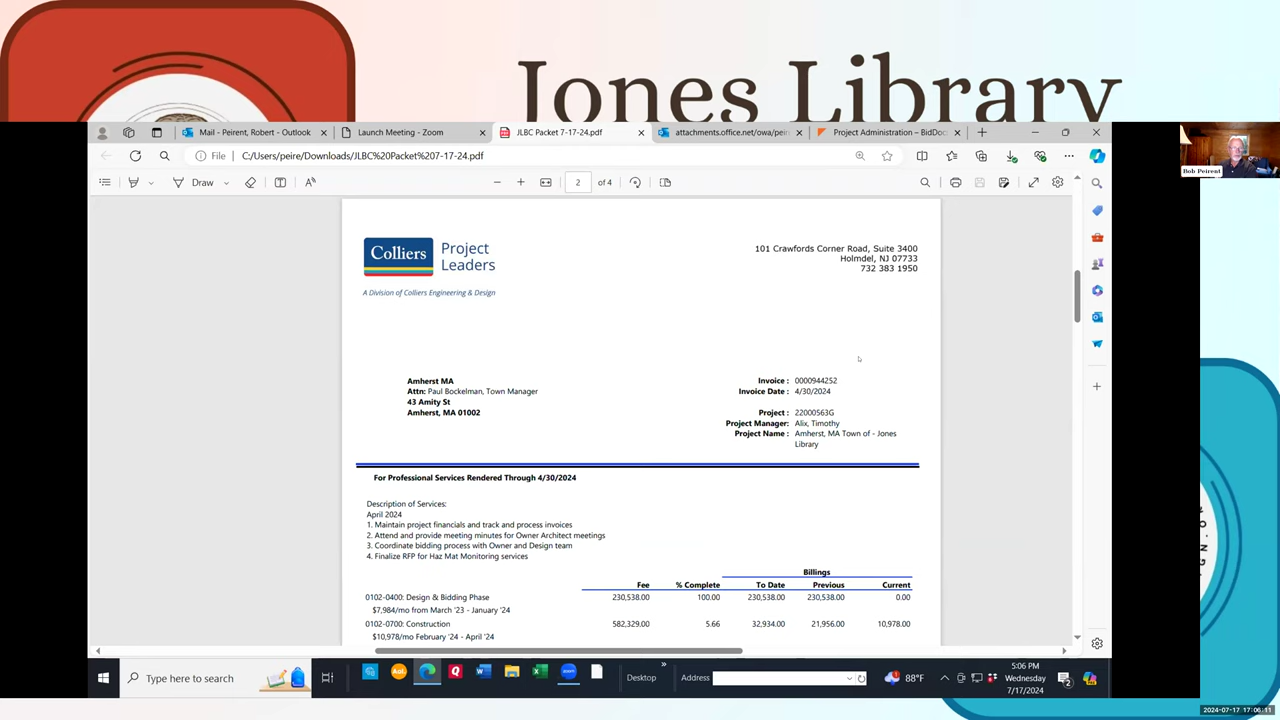 Jones Library
Mail - Peirent, Robert - Outlook
Launch Meeting - Zoom
JLBC Packet 7-17-24.pdf
attachments.office.net/owa/pein
Project Administration – BidDoc
File
C:/Users/peire/Downloads/JLBC%20Packet%207-17-24.pdf
Bob Peirent
Draw
2 of 4
Colliers
Project
Leaders
A Division of Colliers Engineering & Design
101 Crawfords Corner Road, Suite 3400
Holmdel, NJ 07733
732 383 1950
Amherst MA
Attn: Paul Bockelman, Town Manager
43 Amity St
Amherst, MA 01002
Invoice : 0000944252
Invoice Date : 4/30/2024
Project : 22000563G
Project Manager: Alix, Timothy
Project Name : Amherst, MA Town of - Jones
Library
For Professional Services Rendered Through 4/30/2024
Description of Services:
April 2024
1. Maintain project financials and track and process invoices
2. Attend and provide meeting minutes for Owner Architect meetings
3. Coordinate bidding process with Owner and Design team
4. Finalize RFP for Haz Mat Monitoring services
Billings
Fee % Complete To Date Previous Current
0102-0400: Design & Bidding Phase 230,538.00 100.00 230,538.00 230,538.00 0.00
$7,984/mo from March '23 - January '24
0102-0700: Construction 582,329.00 5.66 32,934.00 21,956.00 10,978.00
$10,978/mo February '24 - April '24
Type here to search
Desktop
Address
88°F
5:06 PM
Wednesday
7/17/2024
2
2024-07-17 17:08:11